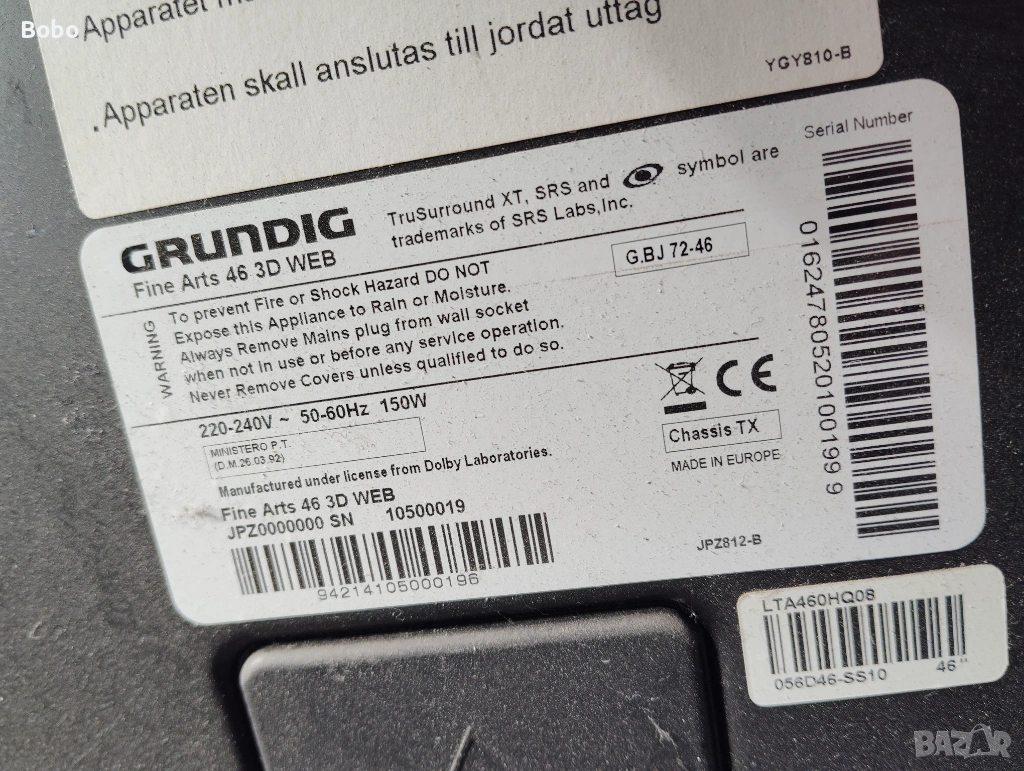 Bobo
Apparatet
.Apparaten skall anslutas till jordat uttag
YGY810-B
GRUNDIG
Fine Arts 46 3D WEB
TruSurround XT, SRS and symbol are
trademarks of SRS Labs,Inc.
G.BJ 72-46
WARNING
To prevent Fire or Shock Hazard DO NOT
Expose this Appliance to Rain or Moisture.
Always Remove Mains plug from wall socket
when not in Use or before any service operation.
Never Remove Covers unless qualified to do so.
220-240V ~ 50-60Hz 150W
MINISTERO P.T.
(D.M.26.03.92)
Manufactured under license from Dolby Laboratories.
Fine Arts 46 3D WEB
JPZ0000000 SN 10500019
94214105000196
CE
Chassis TX
MADE IN EUROPE
JPZ812-B
Serial Number
01624780520100199 9
LTA460HQ08
056D46-SS10 46"
BAZAR